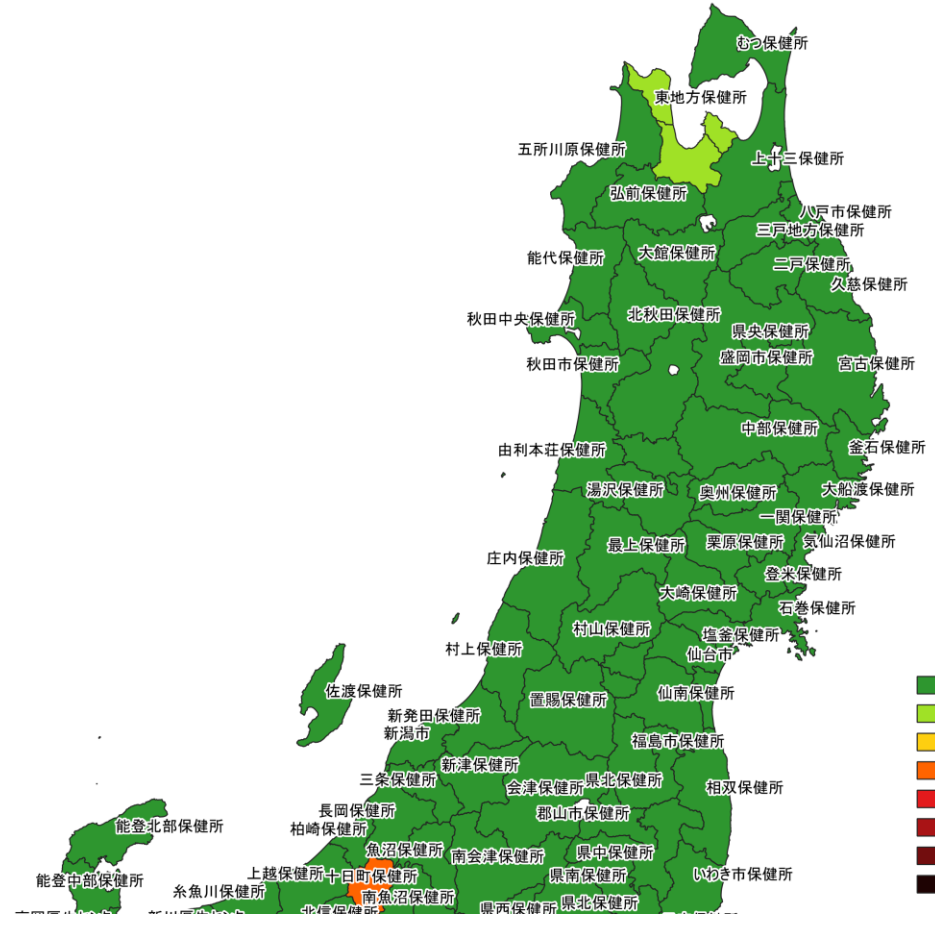 むつ保健所
東地方保健所
五所川原保健所
上十三保健所
弘前保健所
八戸市保健所
三戸地方保健所
大館保健所
能代保健所
二戸保健所
久慈保健所
北秋田保健所
秋田中央保健所
県央保健所
盛岡市保健所
秋田市保健所
宮古保健所
中部保健所
釜石保健所
由利本荘保健所
湯沢保健所
奥州保健所
大船渡保健所
一関保健所
気仙沼保健所
栗原保健所
最上保健所
庄内保健所
登米保健所
大崎保健所
石巻保健所
村山保健所
塩釜保健所
村上保健所
仙台市
佐渡保健所
仙南保健所
置賜保健所
新発田保健所
新潟市
福島市保健所
新津保健所
三条保健所
会津保健所
県北保健所
相双保健所
長岡保健所
郡山市保健所
能登北部保健所
柏崎保健所
魚沼保健所
南会津保健所
県中保健所
上越保健所
十日町保健所
県南保健所
いわき市保健所
能登中部保健所
糸魚川保健所
南魚沼保健所
県北保健所
県西保健所
北信保健所